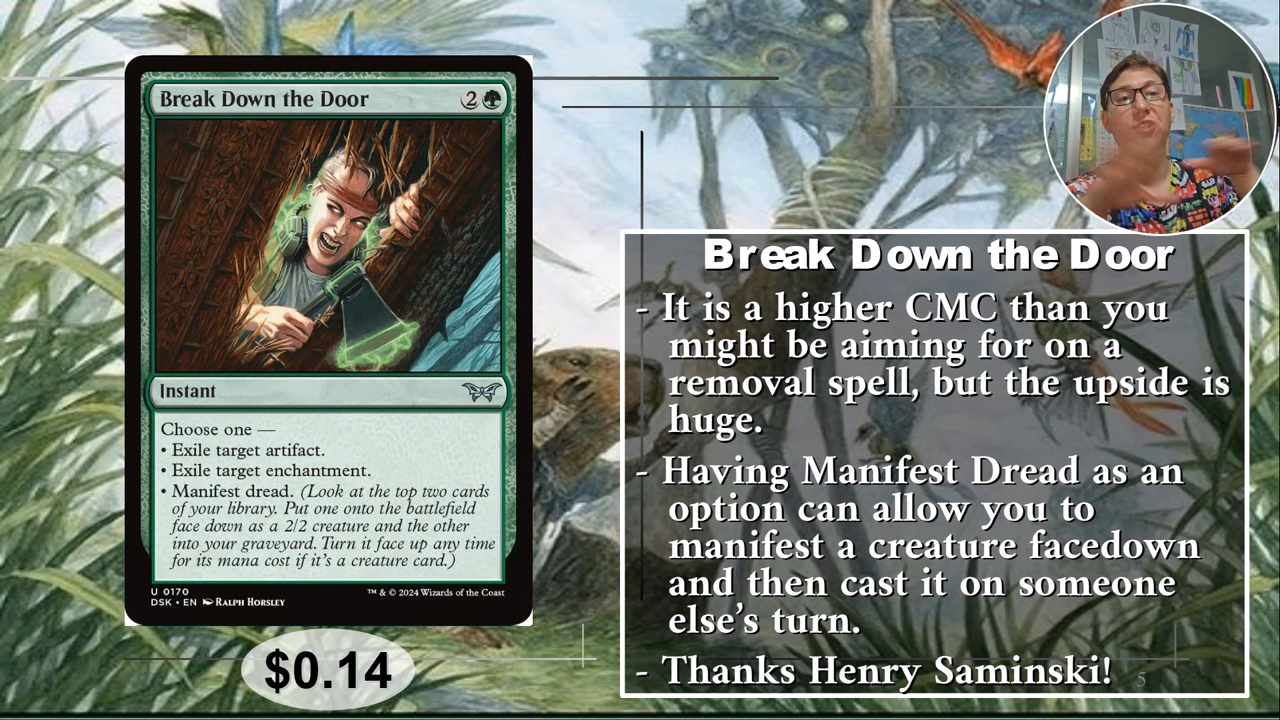 Break Down the Door 2
Instant
Choose one —
• Exile target artifact.
• Exile target enchantment.
• Manifest dread. (Look at the top two cards
of your library. Put one onto the battlefield
face down as a 2/2 creature and the other
into your graveyard. Turn it face up any time
for its mana cost if it's a creature card.)
U 0170
DSK • EN RALPH HORSLEY
™ & © 2024 Wizards of the Coast
$0.14
Break Down the Door
- It is a higher CMC than you
might be aiming for on a
removal spell, but the upside is
huge.
- Having Manifest Dread as an
option can allow you to
manifest a creature facedown
and then cast it on someone
else's turn.
- Thanks Henry Saminski!
5